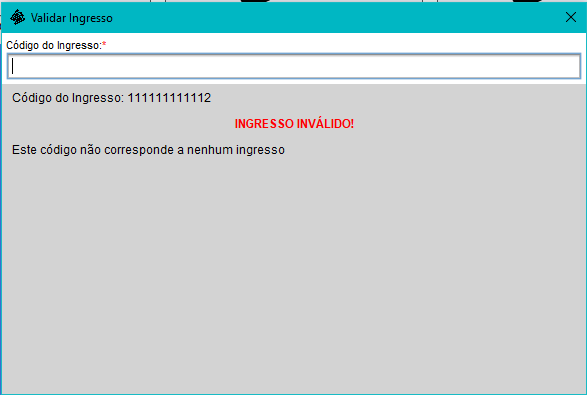 Validar Ingresso
Código do Ingresso:*
Código do Ingresso: 111111111112
INGRESSO INVÁLIDO!
Este código não corresponde a nenhum ingresso